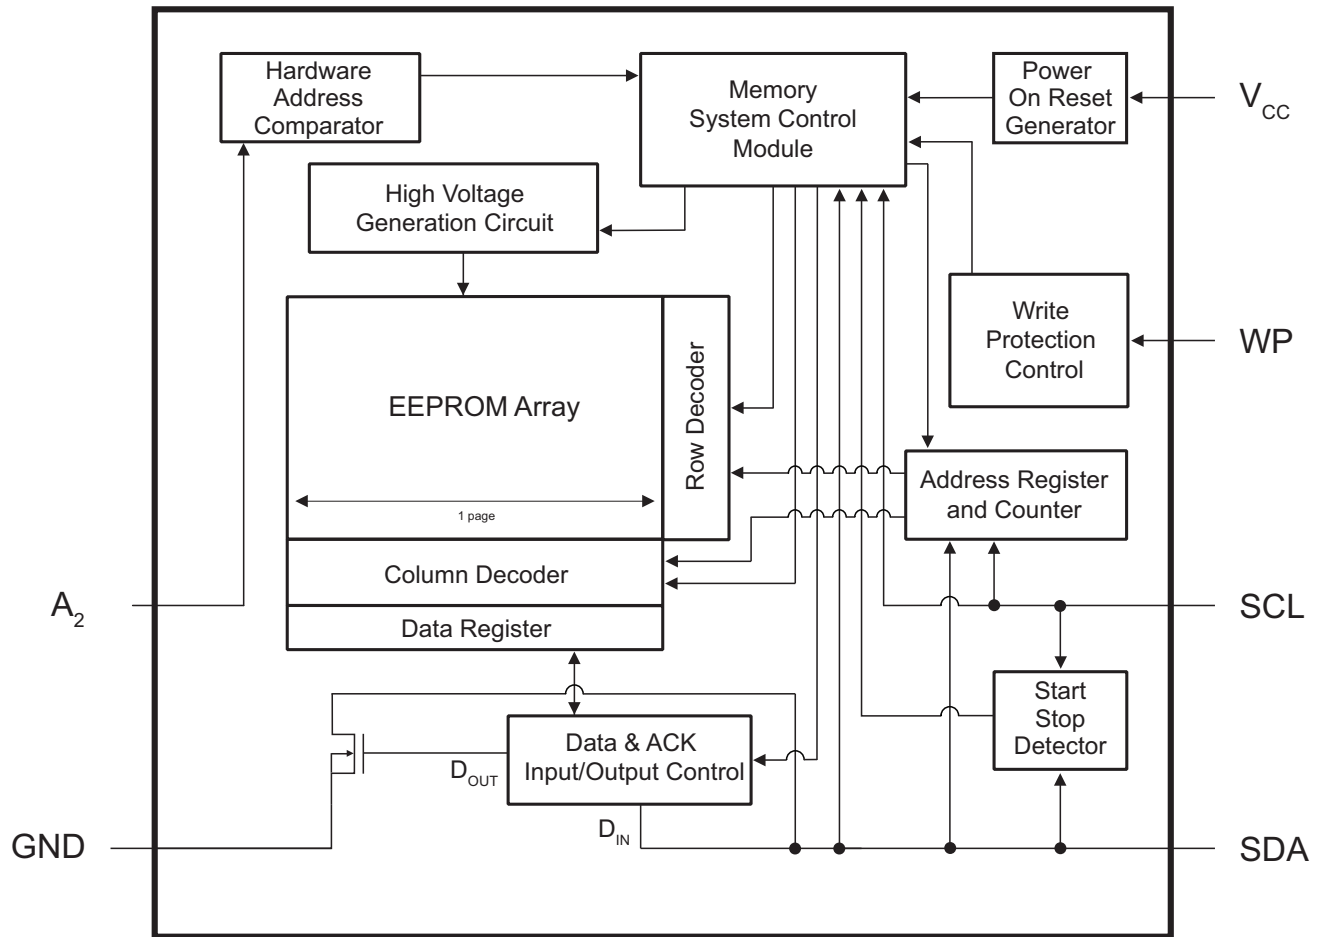 Hardware
Address
Comparator
Memory
System Control
Module
Power
On Reset
Generator
VCC
High Voltage
Generation Circuit
Write
Protection
Control
WP
EEPROM Array
1 page
Row Decoder
Address Register
and Counter
Column Decoder
Data Register
A2
SCL
Start
Stop
Detector
Data & ACK
Input/Output Control
DOUT
DIN
GND
SDA